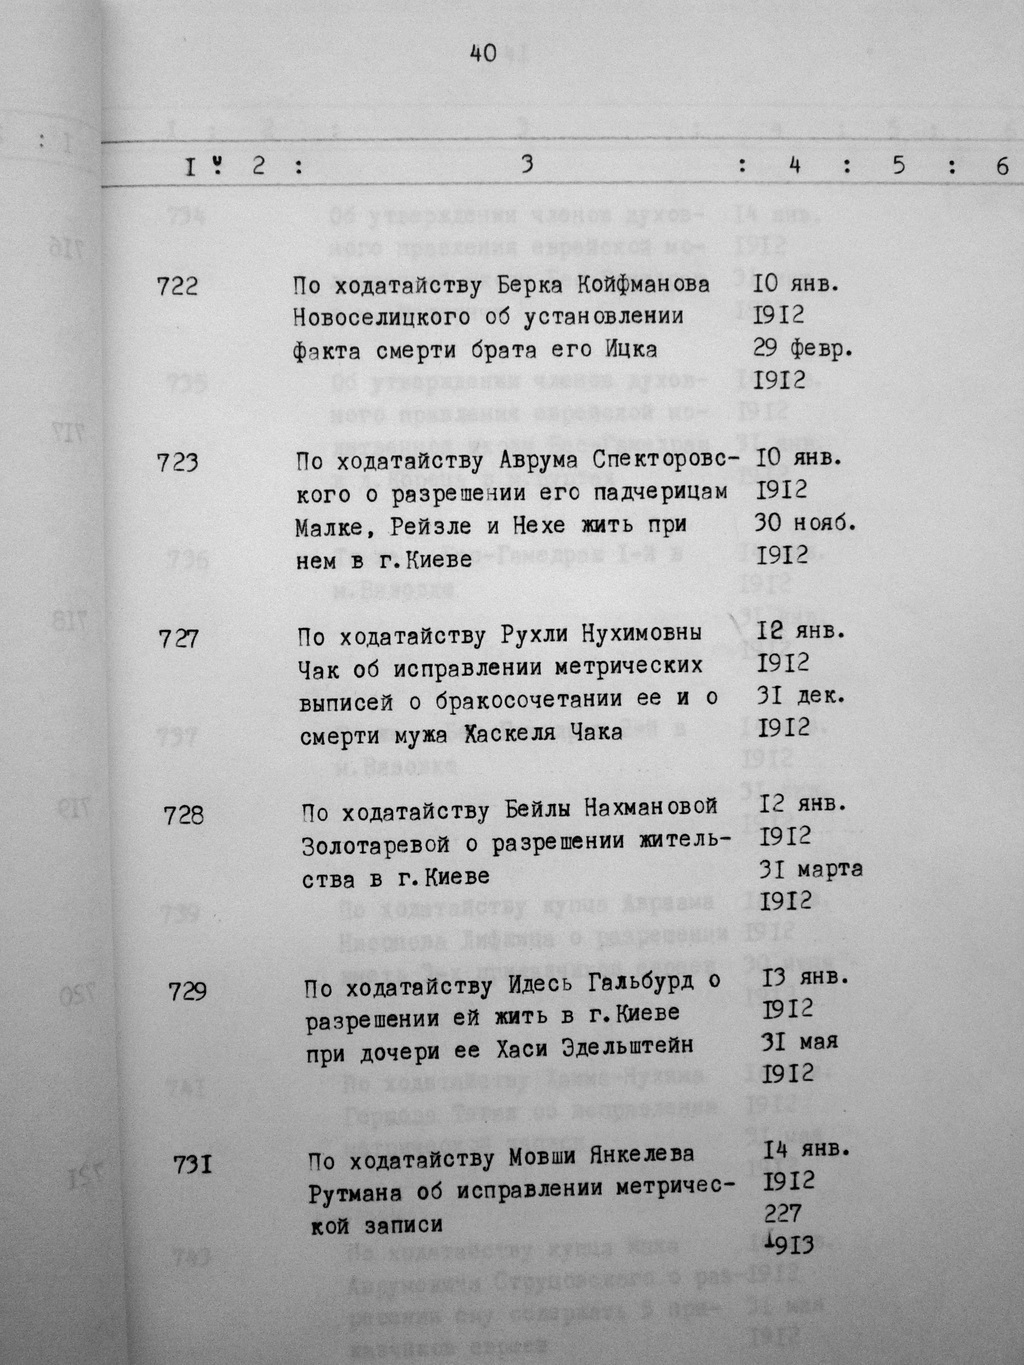 40
I : 2 : 3 : 4 : 5 : 6
722 По ходатайству Берка Койфманова 10 янв.
Новоселицкого об установлении 1912
факта смерти брата его Ицка 29 февр.
1912
723 По ходатайству Аврума Спекторовс- 10 янв.
кого о разрешении его падчерицам 1912
Малке, Рейзле и Нехе жить при 30 нояб.
нем в г.Киеве 1912
727 По ходатайству Рухли Нухимовны 12 янв.
Чак об исправлении метрических 1912
выписей о бракосочетании ее и о 31 дек.
смерти мужа Хаскеля Чака 1912
728 По ходатайству Бейлы Нахмановой 12 янв.
Золотаревой о разрешении житель- 1912
ства в г.Киеве 31 марта
1912
729 По ходатайству Идесь Гальбурд о 13 янв.
разрешении ей жить в г.Киеве 1912
при дочери ее Хаси Эдельштейн 31 мая
1912
731 По ходатайству Мовши Янкелева 14 янв.
Рутмана об исправлении метричес- 1912
кой записи 227
1913